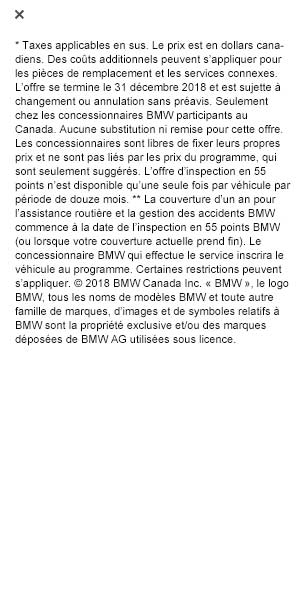 * Taxes applicables en sus. Le prix est en dollars cana-
diens. Des coûts additionnels peuvent s’appliquer pour
les pièces de remplacement et les services connexes.
L’offre se termine le 31 décembre 2018 et est sujette à
changement ou annulation sans préavis. Seulement
chez les concessionnaires BMW participants au
Canada. Aucune substitution ni remise pour cette offre.
Les concessionnaires sont libres de fixer leurs propres
prix et ne sont pas liés par les prix du programme, qui
sont seulement suggérés. L’offre d’inspection en 55
points n’est disponible qu’une seule fois par véhicule par
période de douze mois. ** La couverture d’un an pour
l’assistance routière et la gestion des accidents BMW
commence à la date de l’inspection en 55 points BMW
(ou lorsque votre couverture actuelle prend fin). Le
concessionnaire BMW qui effectue le service inscrira le
véhicule au programme. Certaines restrictions peuvent
s’appliquer. © 2018 BMW Canada Inc. « BMW », le logo
BMW, tous les noms de modèles BMW et toute autre
famille de marques, d’images et de symboles relatifs à
BMW sont la propriété exclusive et/ou des marques
déposées de BMW AG utilisées sous licence.